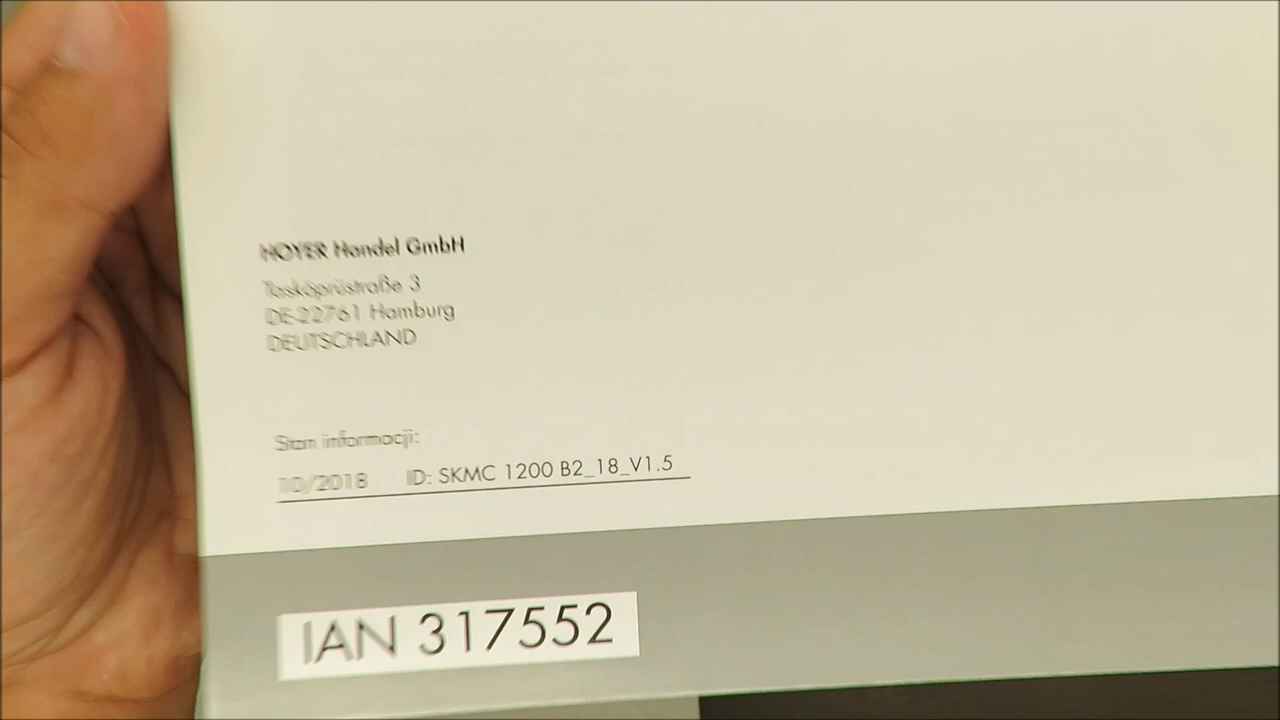 HOYER Handel GmbH
Tasköprüstraße 3
DE-22761 Hamburg
DEUTSCHLAND
Stan informacji:
10/2018 ID: SKMC 1200 B2_18_V1.5
IAN 317552